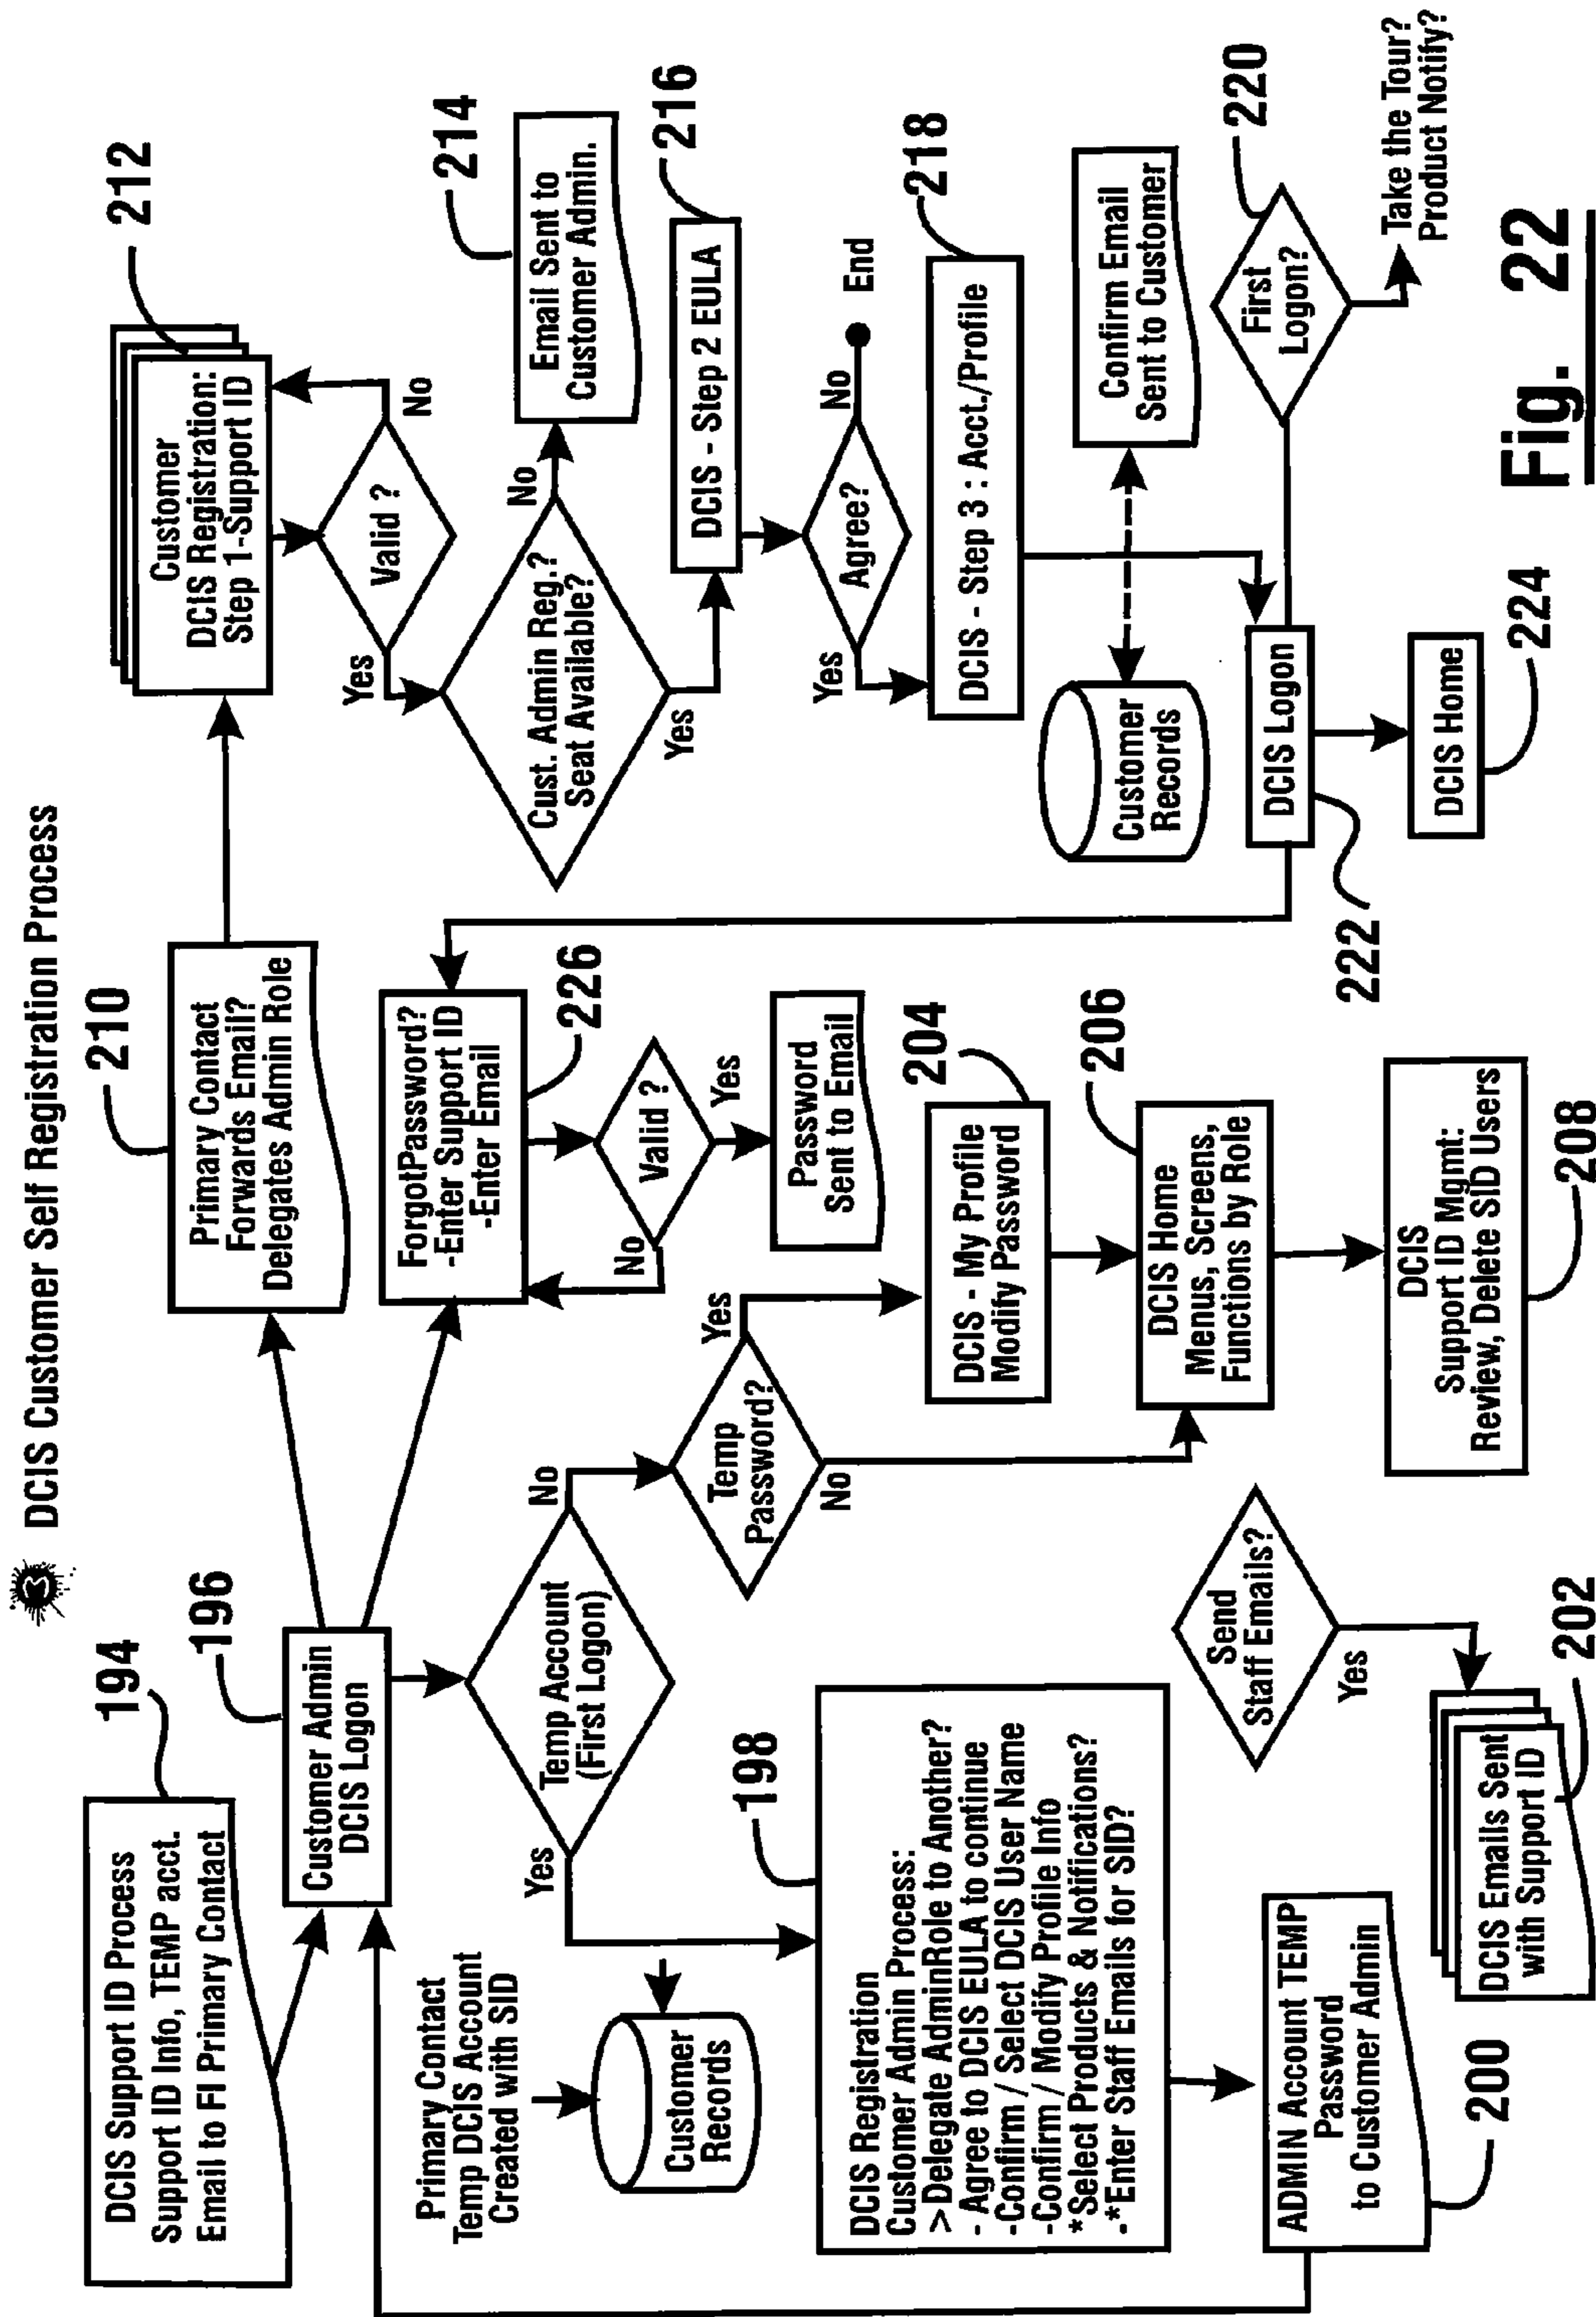 DCIS Customer Self Registration Process
194
DCIS Support ID Process
Support ID Info, TEMP acct.
Email to FI Primary Contact
196
Customer Admin
DCIS Logon
Primary Contact
Temp DCIS Account
Created with SID
Customer
Records
Temp Account
(First Logon)
Yes
No
198
DCIS Registration
Customer Admin Process:
>Delegate AdminRole to Another?
- Agree to DCIS EULA to continue
-Confirm / Select DCIS User Name
-Confirm / Modify Profile Info
*Select Products & Notifications?
-*Enter Staff Emails for SID?
ADMIN Account TEMP
Password
to Customer Admin
200
Send
Staff Emails?
Yes
DCIS Emails Sent
with Support ID
202
210
Primary Contact
Forwards Email?
Delegates Admin Role
ForgotPassword?
-Enter Support ID
-Enter Email
226
Valid ?
No
Yes
Password
Sent to Email
Temp
Password?
Yes
No
204
DCIS - My Profile
Modify Password
206
DCIS Home
Menus, Screens,
Functions by Role
DCIS
Support ID Mgmt:
Review, Delete SID Users
208
212
Customer
DCIS Registration:
Step 1-Support ID
Valid ?
No
Yes
Cust. Admin Reg.?
Seat Available?
No
Yes
214
Email Sent to
Customer Admin.
216
DCIS - Step 2 EULA
Agree?
No
End
Yes
218
DCIS - Step 3 : Acct./Profile
Customer
Records
Confirm Email
Sent to Customer
220
First
Logon?
Take the Tour?
Product Notify?
DCIS Logon
222
DCIS Home
224
Fig. 22